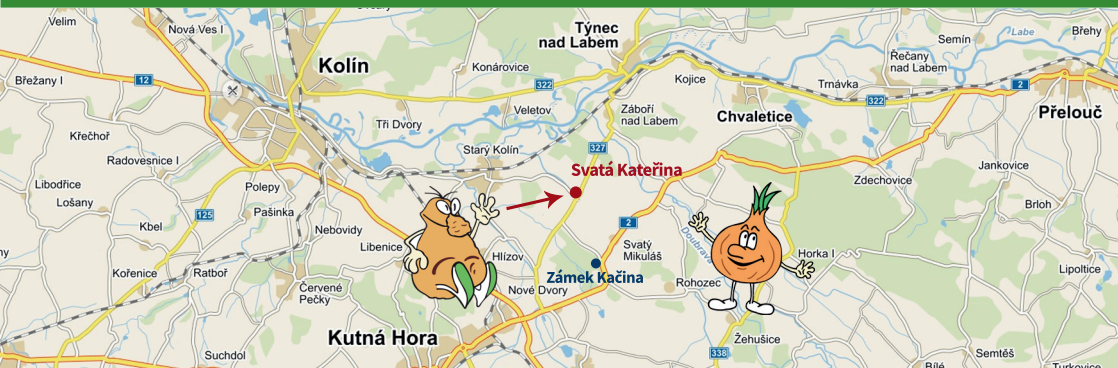 Velim
Nová Ves I
Týnec
nad Labem
Semín
Labe
Břehy
Řečany
nad Labem
Kolín
Konárovice
322
Kojice
Trnávka
2
Břežany I
12
322
Přelouč
Veletov
Záboří
nad Labem
Chvaletice
Tři Dvory
Křečhoř
327
Starý Kolín
Radovesnice I
Svatá Kateřina
Jankovice
Zdechovice
Libodřice
Polepy
Lošany
Brloh
125
Pašinka
2
Kbel
Nebovidy
Doubrava
Libenice
Svatý
Mikuláš
Hlízov
Horka I
Kořenice
Ratboř
Zámek Kačina
Lipoltice
Rohozec
Červené
Pečky
Nové Dvory
Kutná Hora
Žehušice
338
Suchdol
Semtěš
Bílé
Turkovice